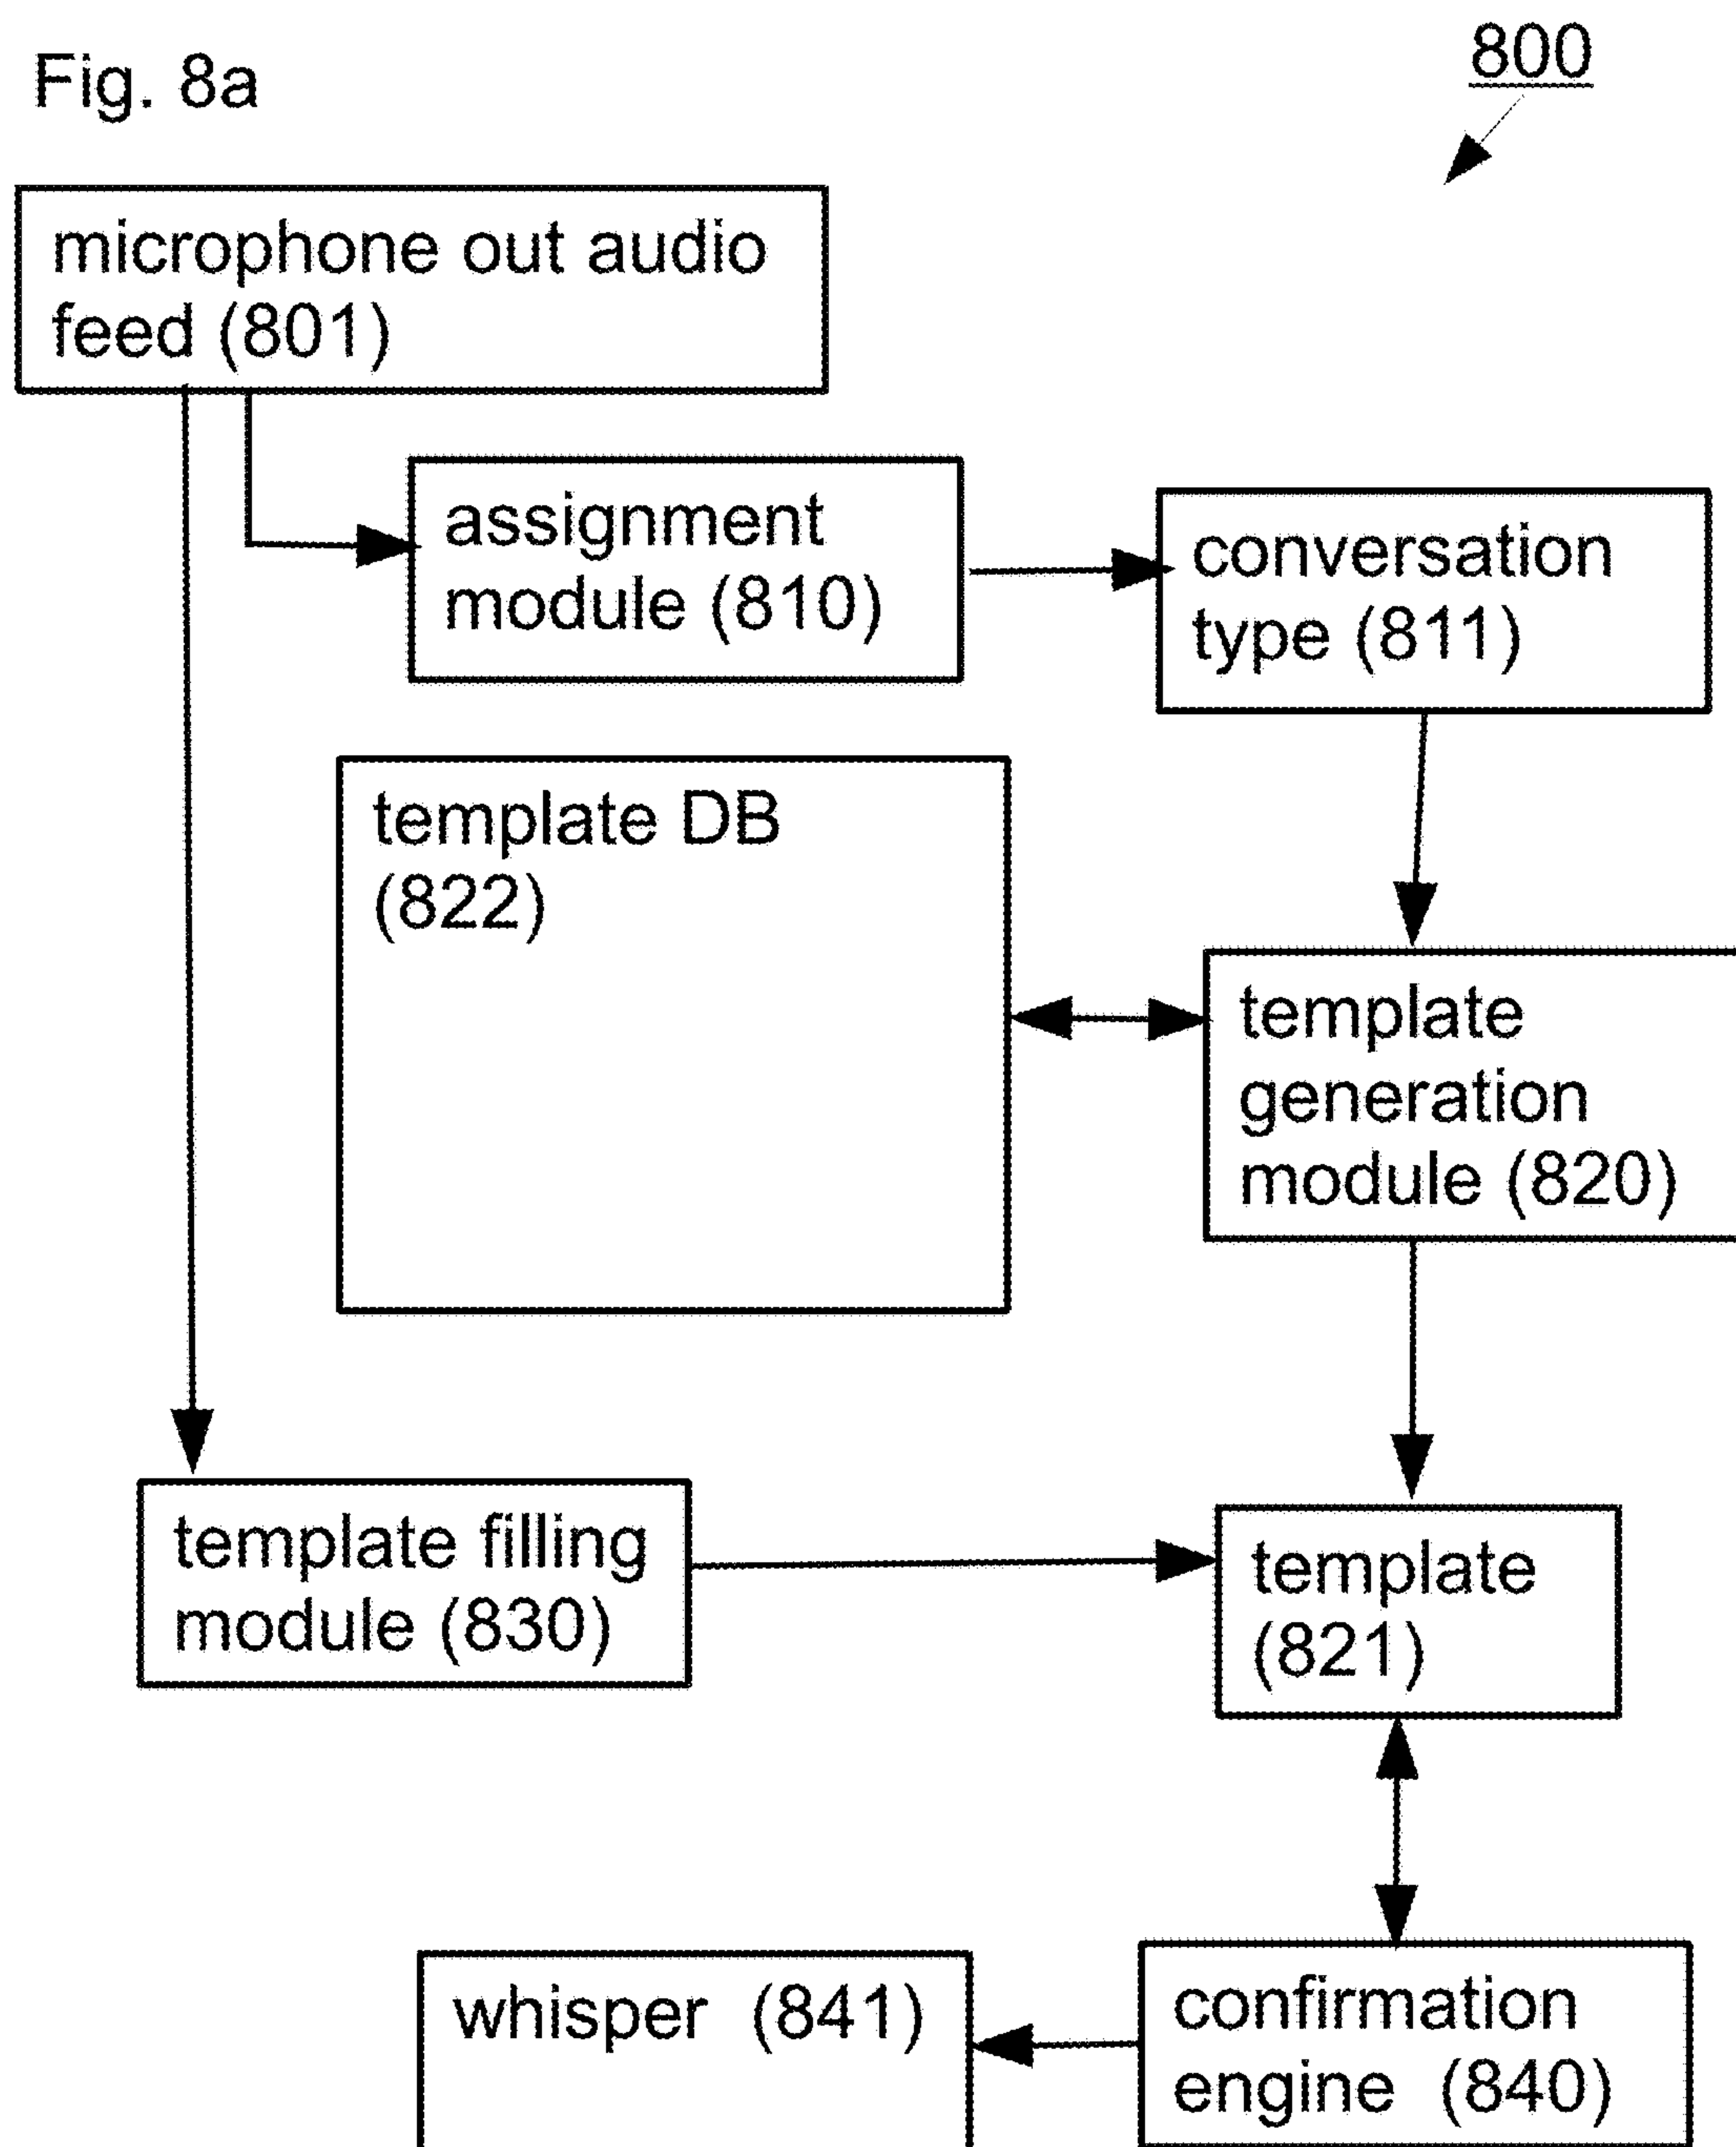 Fig. 8a
800
microphone out audio
feed (801)
assignment
module (810)
conversation
type (811)
template DB
(822)
template
generation
module (820)
template filling
module (830)
template
(821)
whisper (841)
confirmation
engine (840)